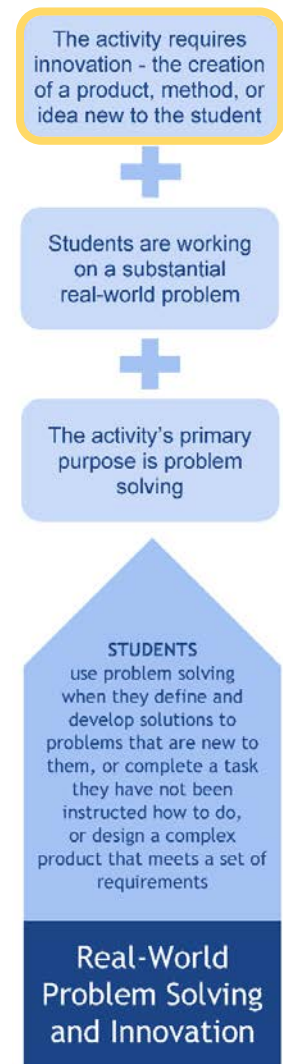 The activity requires
innovation - the creation
of a product, method, or
idea new to the student
Students are working
on a substantial
real-world problem
The activity's primary
purpose is problem
solving
STUDENTS
use problem solving
when they define and
develop solutions to
problems that are new to
them, or complete a task
they have not been
instructed how to do,
or design a complex
product that meets a set of
requirements
Real-World
Problem Solving
and Innovation